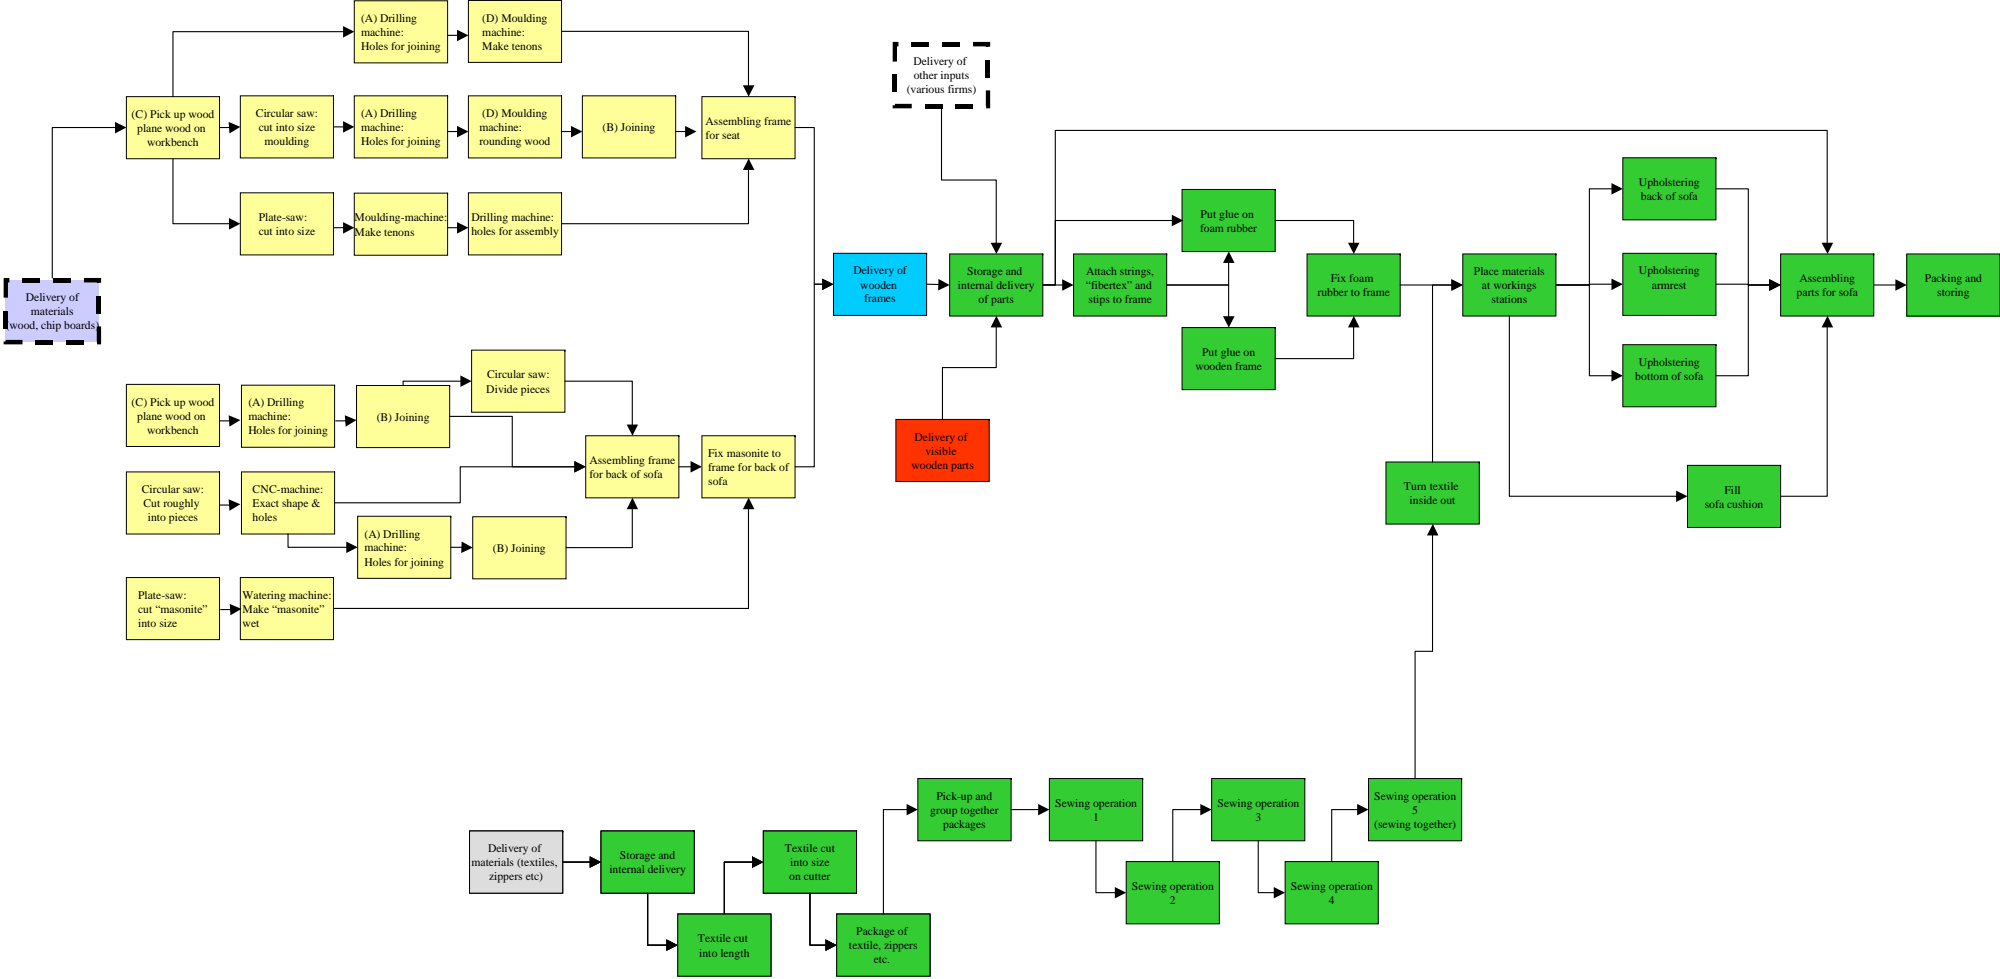 (A) Drilling
machine:
Holes for joining
(D) Moulding
machine:
Make tenons
Delivery of
other inputs
(various firms)
(C) Pick up wood
plane wood on
workbench
Circular saw:
cut into size
moulding
(A) Drilling
machine:
Holes for joining
(D) Moulding
machine:
rounding wood
(B) Joining
Assembling frame
for seat
Plate-saw:
cut into size
Moulding-machine:
Make tenons
Drilling machine:
holes for assembly
Put glue on
foam rubber
Upholstering
back of sofa
Delivery of
materials
(wood, chip boards)
Delivery of
wooden
frames
Storage and
internal delivery
of parts
Attach strings,
“fibertex” and
stips to frame
Fix foam
rubber to frame
Place materials
at workings
stations
Upholstering
armrest
Assembling
parts for sofa
Packing and
storing
Put glue on
wooden frame
Upholstering
bottom of sofa
Circular saw:
Divide pieces
(C) Pick up wood
plane wood on
workbench
(A) Drilling
machine:
Holes for joining
(B) Joining
Delivery of
visible
wooden parts
Assembling frame
for back of sofa
Fix masonite to
frame for back of
sofa
Circular saw:
Cut roughly
into pieces
CNC-machine:
Exact shape &
holes
Turn textile
inside out
Fill
sofa cushion
(A) Drilling
machine:
Holes for joining
(B) Joining
Plate-saw:
cut “masonite”
into size
Watering machine:
Make “masonite”
wet
Pick-up and
group together
packages
Sewing operation
1
Sewing operation
3
Sewing operation
5
(sewing together)
Delivery of
materials (textiles,
zippers etc)
Storage and
internal delivery
Textile cut
into size
on cutter
Sewing operation
2
Sewing operation
4
Textile cut
into length
Package of
textile, zippers
etc.